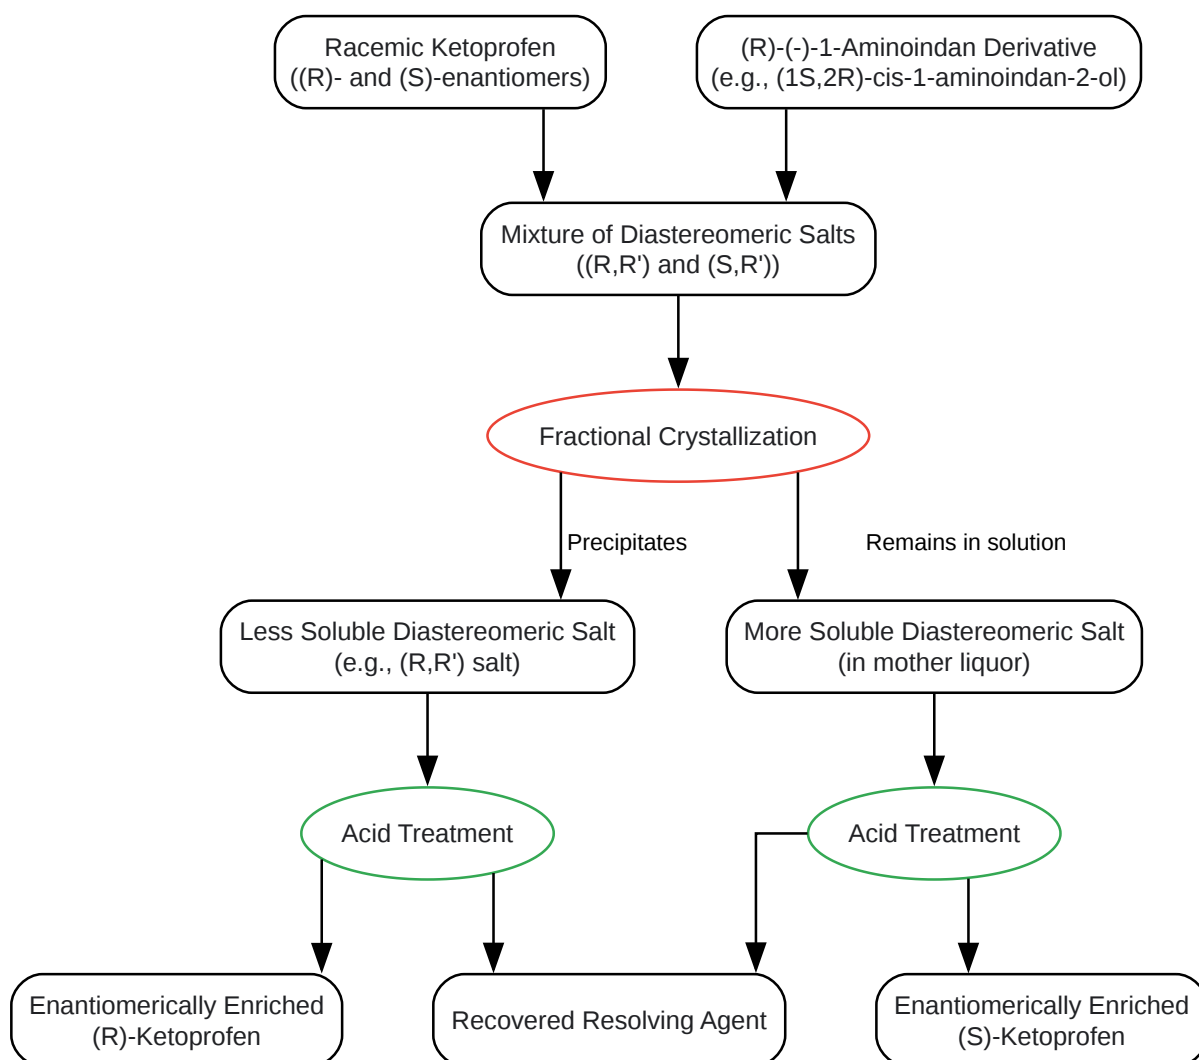 Racemic Ketoprofen
((R)- and (S)-enantiomers)
(R)-(-)-1-Aminoindan Derivative
(e.g., (1S,2R)-cis-1-aminoindan-2-ol)
Mixture of Diastereomeric Salts
((R,R') and (S,R'))
Fractional Crystallization
Precipitates
Remains in solution
Less Soluble Diastereomeric Salt
(e.g., (R,R') salt)
More Soluble Diastereomeric Salt
(in mother liquor)
Acid Treatment
Acid Treatment
Enantiomerically Enriched
(R)-Ketoprofen
Recovered Resolving Agent
Enantiomerically Enriched
(S)-Ketoprofen